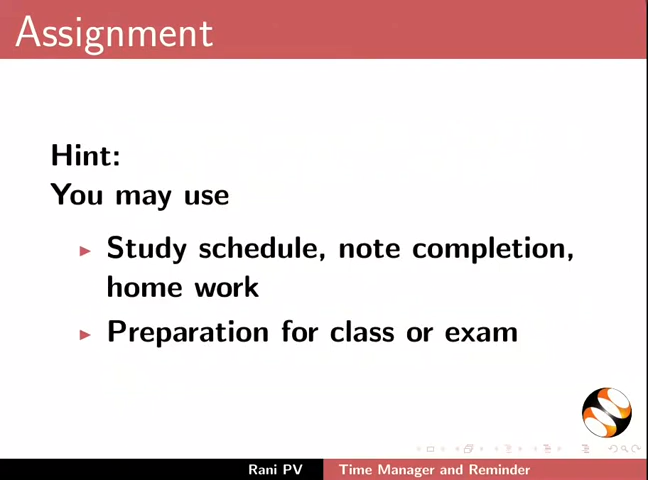 Assignment
Hint:
You may use
Study schedule, note completion,
home work
Preparation for class or exam
Rani PV
Time Manager and Reminder